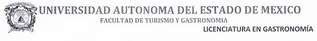 UNIVERSIDAD AUTONOMA DEL ESTADO DE MEXICO
FACULTAD DE TURISMO Y GASTRONOMIA
LICENCIATURA EN GASTRONOMÍA